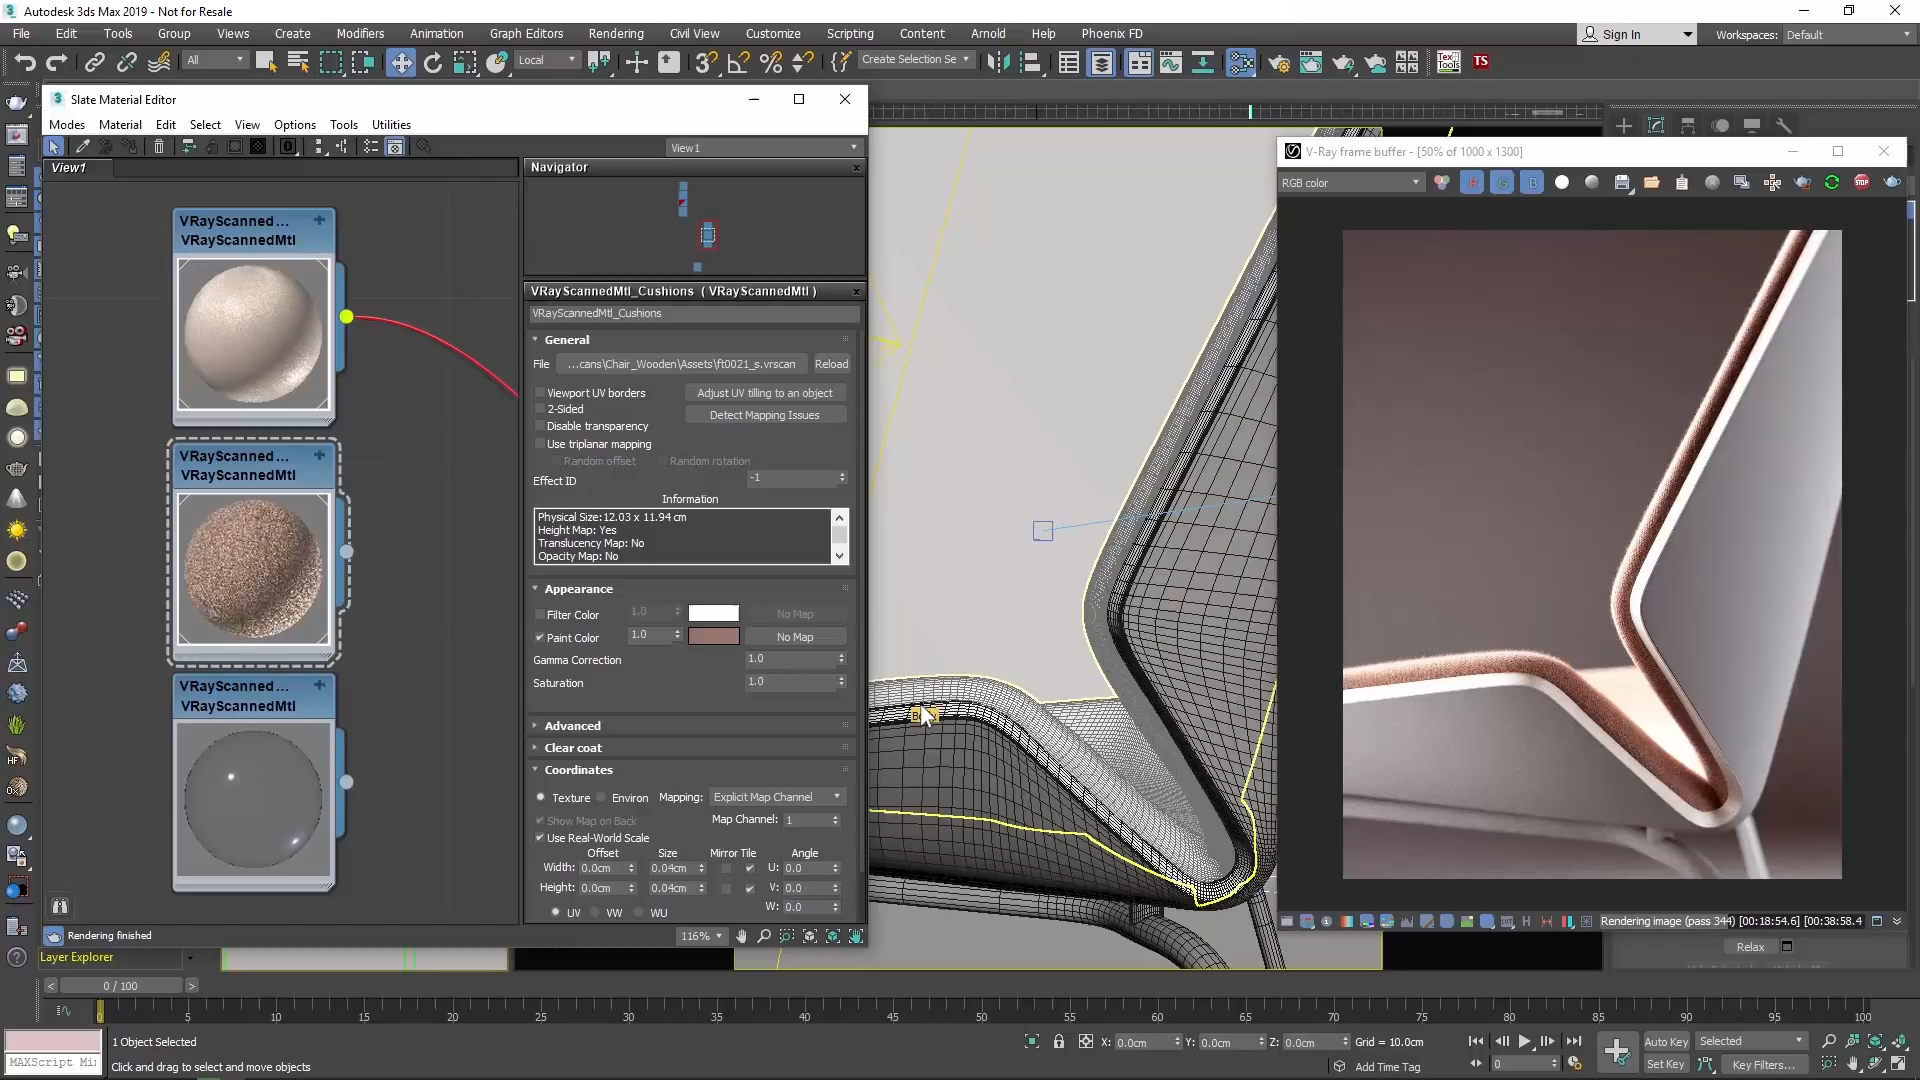 Autodesk 3ds Max 2019 - Not for Resale
File Edit Tools Group Views Create Modifiers Animation Graph Editors Rendering Civil View Customize Scripting Content Arnold Help Phoenix FD
Sign In
Workspaces: Default
All
Local
Create Selection Se
TS
Slate Material Editor
Modes Material Edit Select View Options Tools Utilities
View1
View1
Navigator
VRayScanned ...
VRayScannedMtl
VRayScanned ...
VRayScannedMtl
VRayScanned ...
VRayScannedMtl
VRayScannedMtl_Cushions ( VRayScannedMtl )
VRayScannedMtl_Cushions
General
File ...cans\Chair_Wooden\Assets\ft0021_s.vrscan Reload
Viewport UV borders Adjust UV tilling to an object
2-Sided Detect Mapping Issues
Disable transparency
Use triplanar mapping
Random offset Random rotation
Effect ID -1
Information
Physical Size:12.03 x 11.94 cm
Height Map: Yes
Translucency Map: No
Opacity Map: No
Appearance
Filter Color 1.0 No Map
Paint Color 1.0 No Map
Gamma Correction 1.0
Saturation 1.0
Advanced
Clear coat
Coordinates
Texture Environ Mapping: Explicit Map Channel
Show Map on Back Map Channel: 1
Use Real-World Scale
Offset Size Mirror Tile Angle
Width: 0.0cm 0.04cm U: 0.0
Height: 0.0cm 0.04cm V: 0.0
W: 0.0
UV VW WU
Rendering finished
116%
V-Ray frame buffer - [50% of 1000 x 1300]
RGB color
Rendering image (pass 344) [00:18:54.6] [00:38:58.4
Relax
Layer Explorer
0 / 100
0 5 10 15 20 25 30 35 40 45 50 55 60 65 70 75 80 85 90 95 100
1 Object Selected
X: 0.0cm Y: 0.0cm Z: 0.0cm Grid = 10.0cm
Auto Key Selected
MAXScript Mi
Click and drag to select and move objects
Add Time Tag
0
Set Key Key Filters...